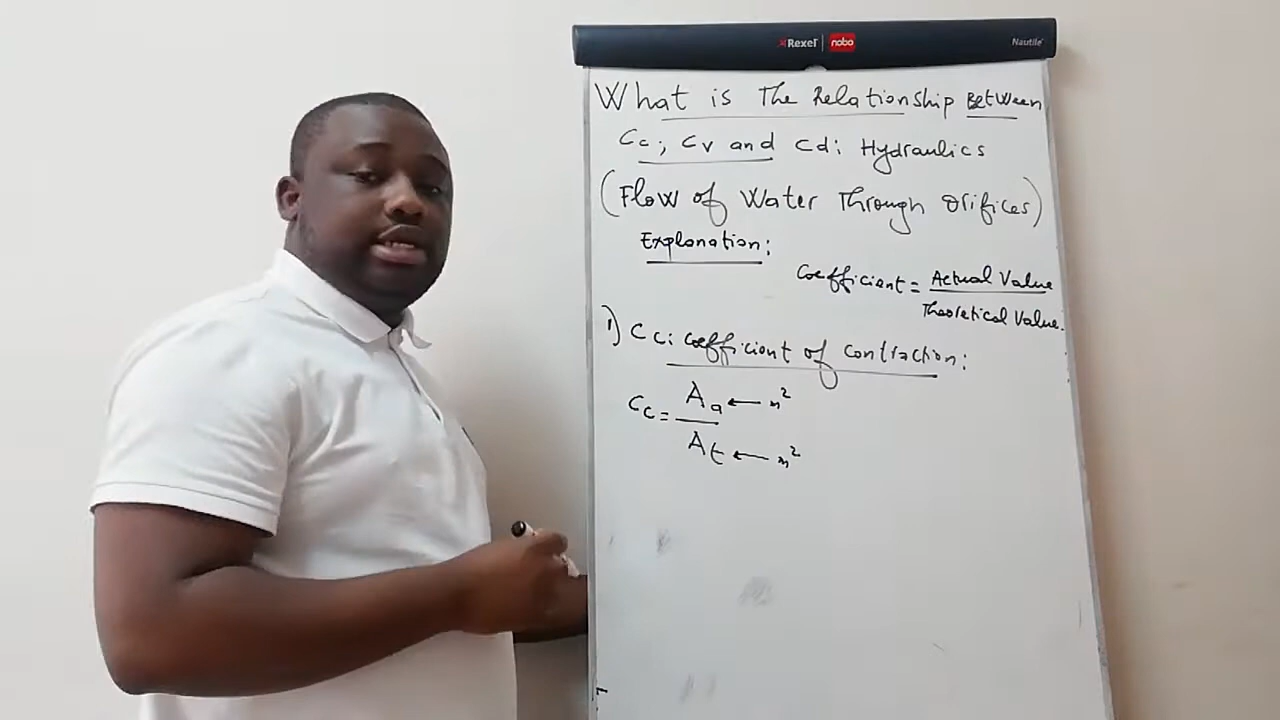 Rexel nobo Nautile
What is The Relationship Between
Cc; Cv and Cd: Hydraulics
(Flow of Water Through Orifices)
Explanation:
Coefficient = Actual Value
Theoretical Value.
1) Cc: Coefficient of Contraction:
Cc = Aa ← m²
At ← m²